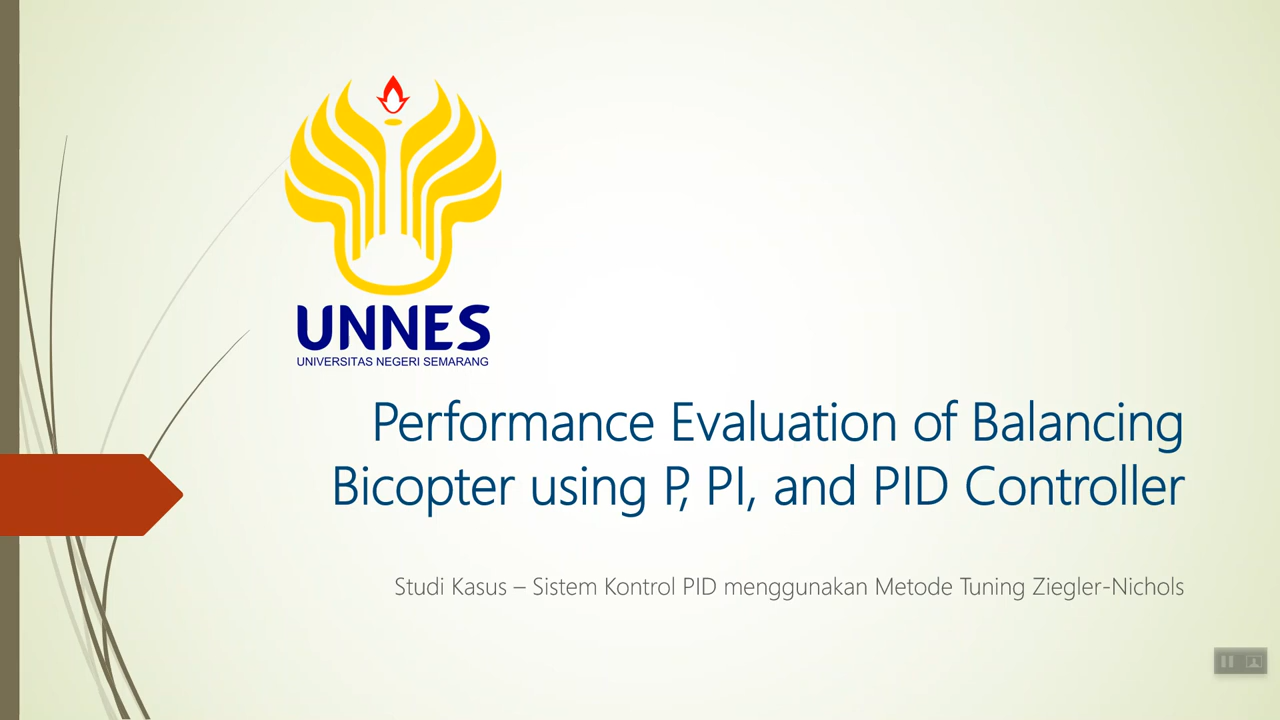 UNNES
UNIVERSITAS NEGERI SEMARANG
Performance Evaluation of Balancing
Bicopter using P, PI, and PID Controller
Studi Kasus – Sistem Kontrol PID menggunakan Metode Tuning Ziegler-Nichols